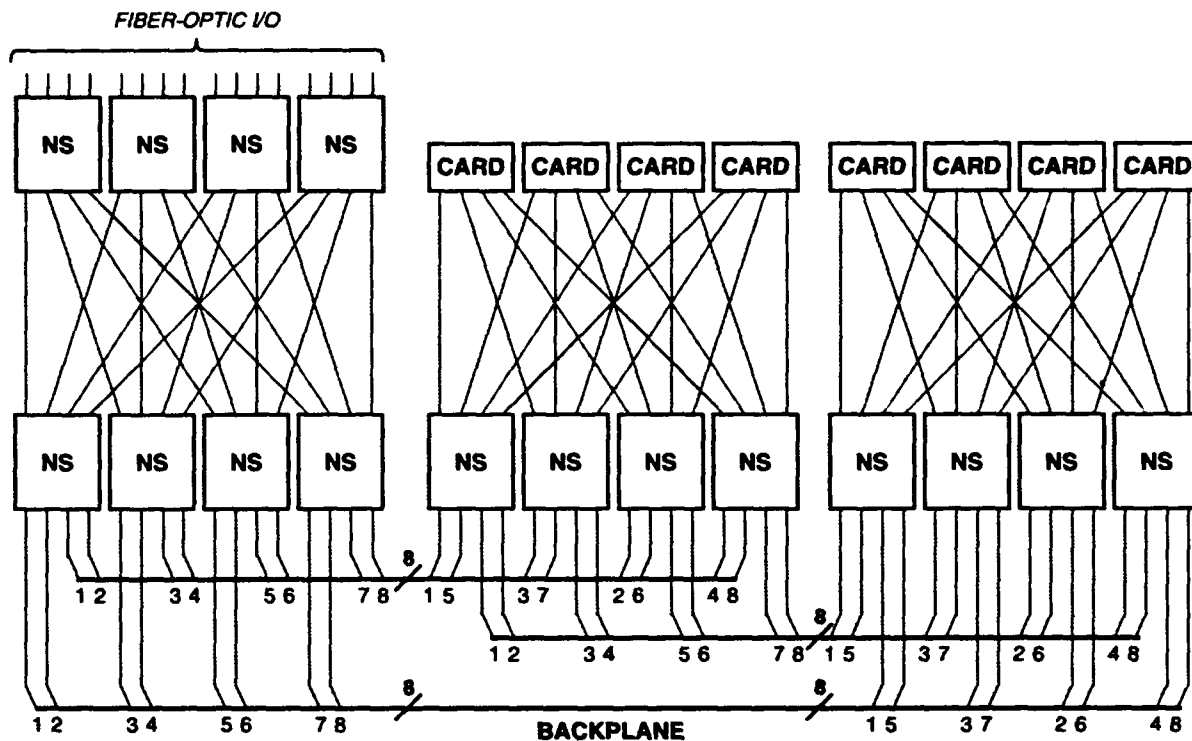 FIBER-OPTIC I/O
NS NS NS NS
CARD CARD CARD CARD CARD CARD CARD CARD
NS NS NS NS NS NS NS NS NS NS NS NS
8
1 2 3 4 5 6 7 8 1 5 3 7 2 6 4 8
8
1 2 3 4 5 6 7 8 1 5 3 7 2 6 4 8
8 8
1 2 3 4 5 6 7 8 1 5 3 7 2 6 4 8
BACKPLANE